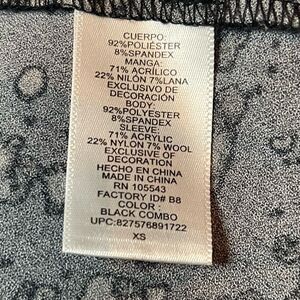 CUERPO:
92%POLIÉSTER
8%SPANDEX
MANGA:
71% ACRÍLICO
22% NILÓN 7%LANA
EXCLUSIVO DE
DECORACIÓN
BODY:
92%POLYESTER
8%SPANDEX
SLEEVE:
71% ACRYLIC
22% NYLON 7% WOOL
EXCLUSIVE OF
DECORATION
HECHO EN CHINA
MADE IN CHINA
RN 105543
FACTORY ID# B8
COLOR :
BLACK COMBO
UPC:827576891722
XS